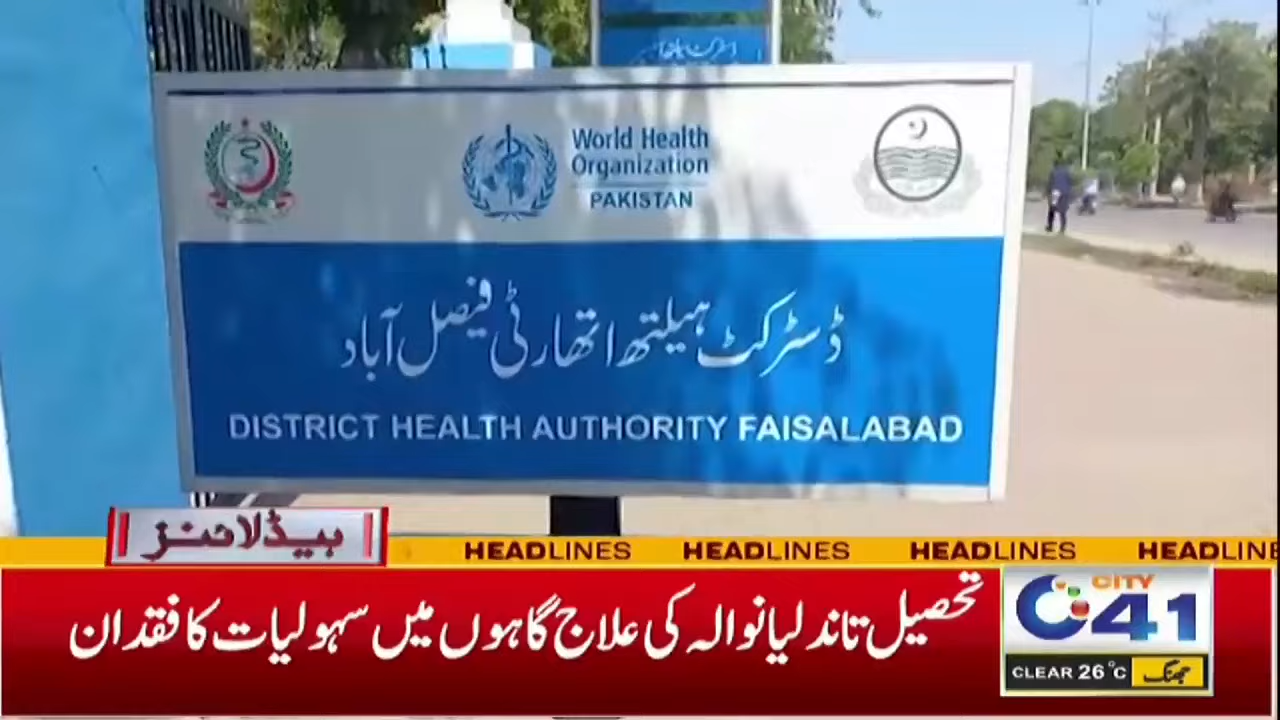 World Health
Organization
PAKISTAN
ڈسٹرکٹ ہیلتھ اتھارٹی فیصل آباد
DISTRICT HEALTH AUTHORITY FAISALABAD
ہیڈلائنز
HEADLINES HEADLINES HEADLINES HEADLINE
تحصیل تاندلیانوالہ کی علاج گاہوں میں سہولیات کا فقدان
CITY
41
CLEAR 26°C جھنگ